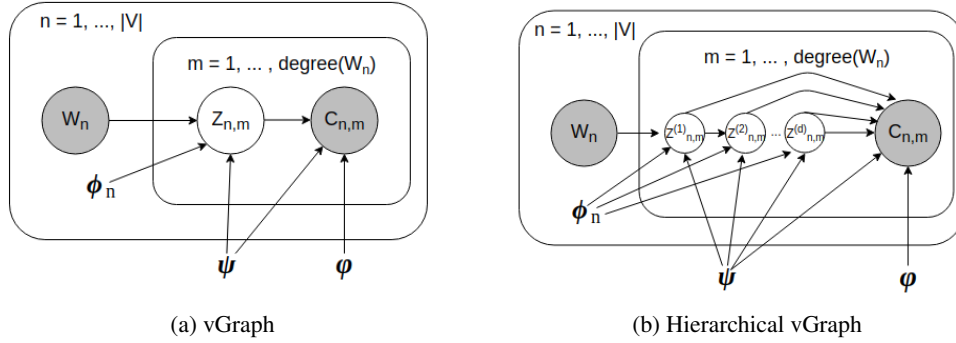 n = 1, ..., |V|
m = 1, ... , degree(Wn)
Wn
Zn,m
Cn,m
ϕn
ψ
φ
(a) vGraph
n = 1, ..., |V|
m = 1, ... , degree(Wn)
Wn
Z(1)n,m
Z(2)n,m
...
Z(d)n,m
Cn,m
ϕn
ψ
φ
(b) Hierarchical vGraph